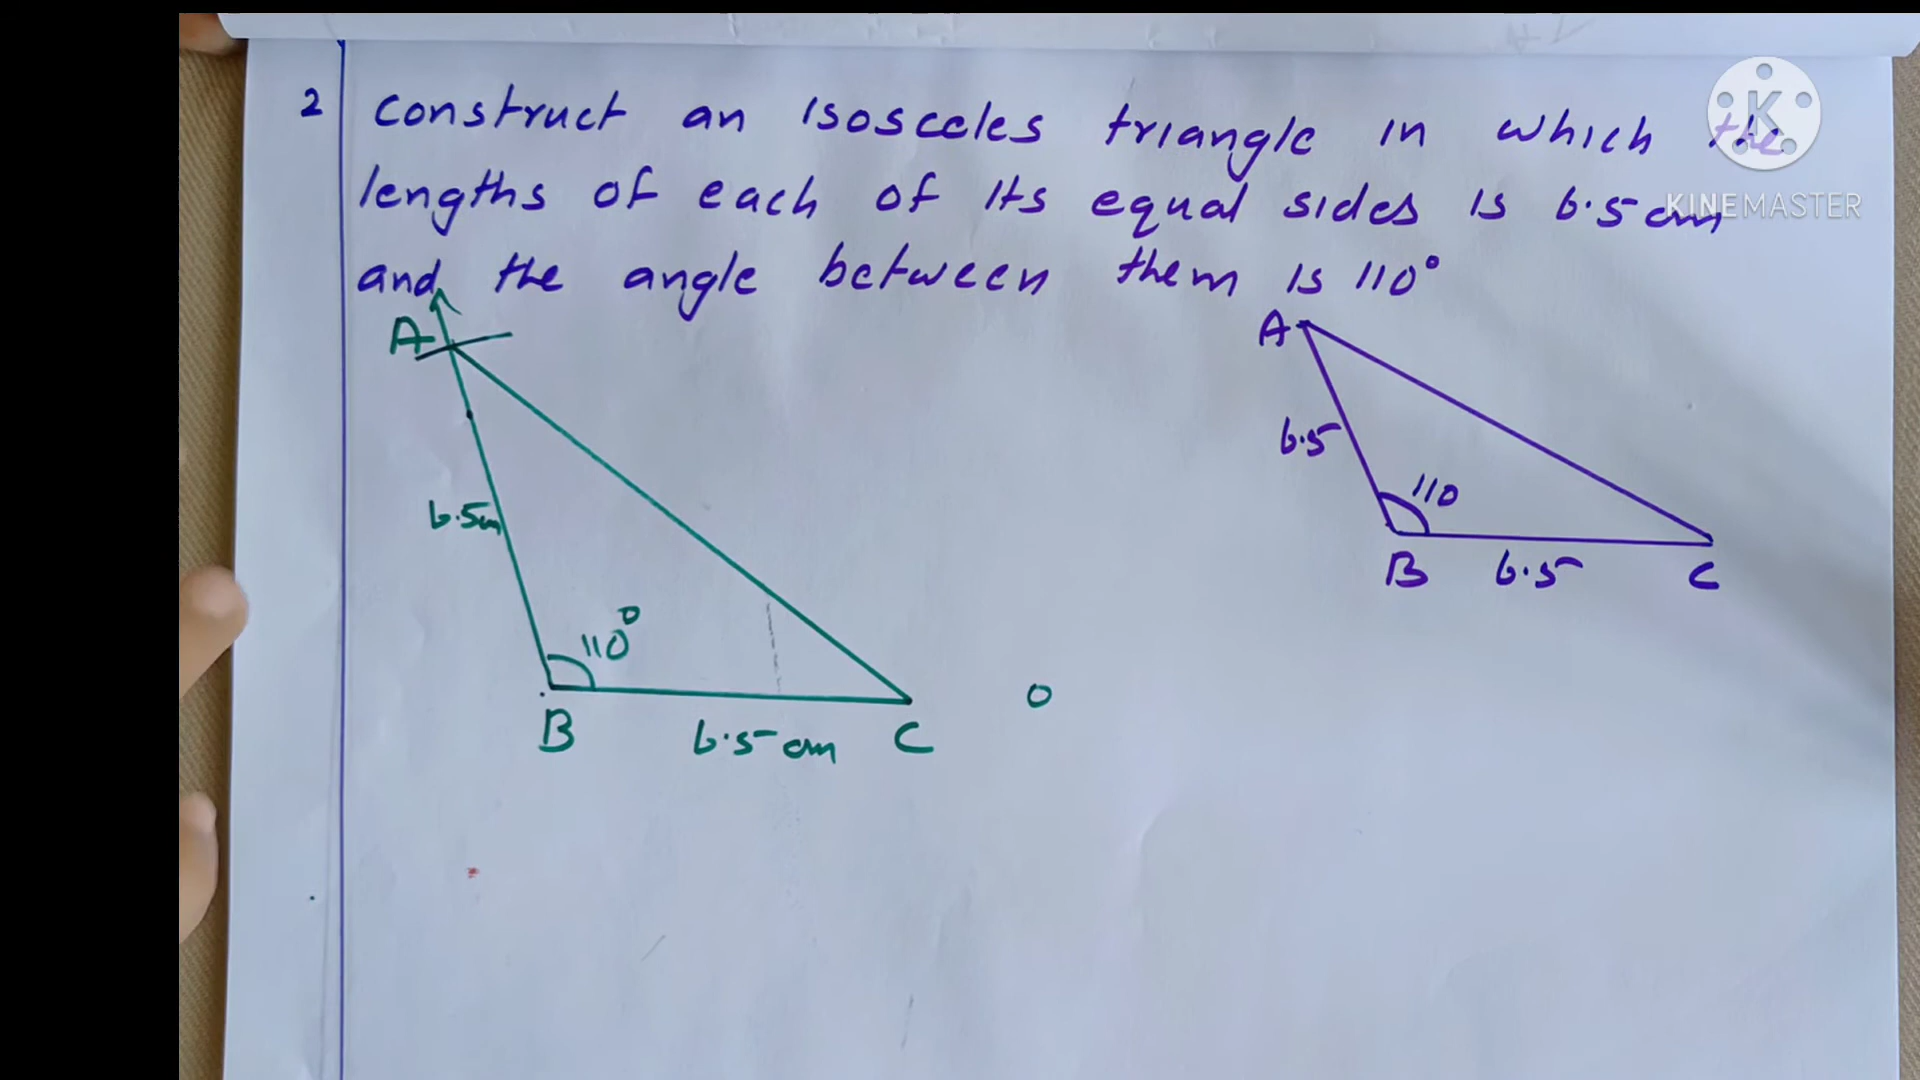 2 Construct an isosceles triangle in which the
lengths of each of its equal sides is 6.5 cm
and the angle between them is 110°
A
6.5cm
110°
B
6.5 cm
C
A
6.5
110
B
6.5
C
K
KINEMASTER